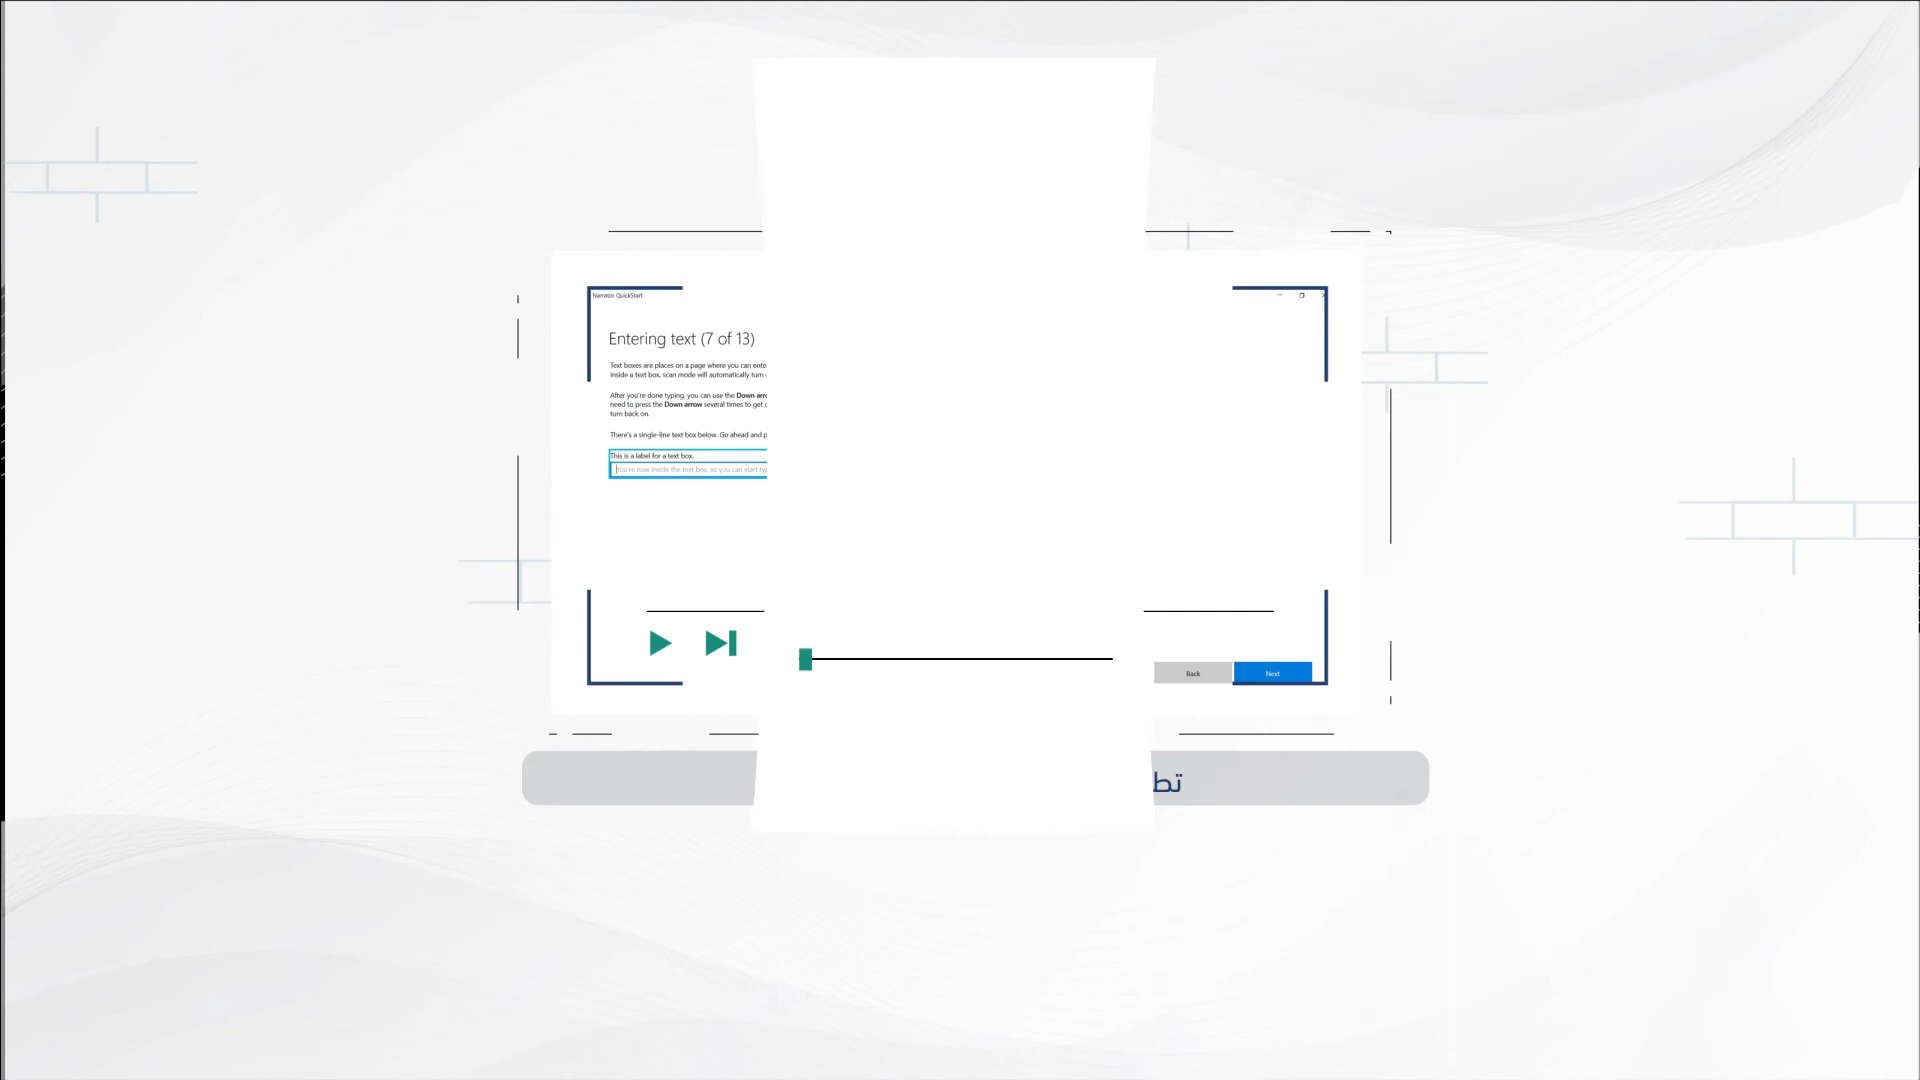 Narrator QuickStart
Entering text (7 of 13)
Text boxes are places on a page where you can ente
inside a text box, scan mode will automatically turn
After you're done typing, you can use the Down arro
need to press the Down arrow several times to get
turn back on.
There's a single-line text box below. Go ahead and p
This is a label for a text box.
You're now inside the text box, so you can start typ
Back
Next
تط